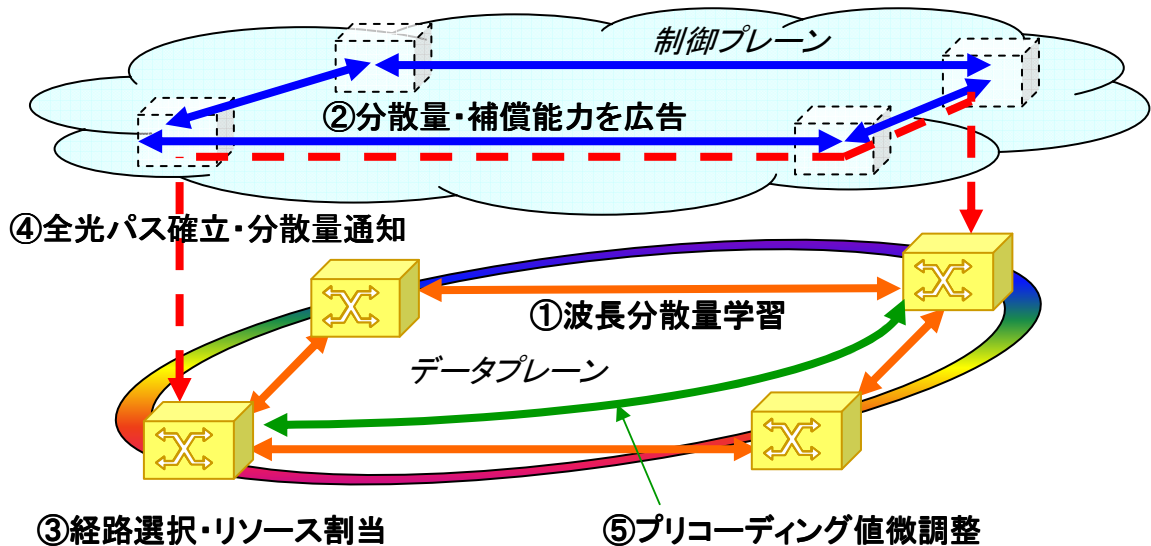 制御プレーン
②分散量・補償能力を広告
④全光パス確立・分散量通知
①波長分散量学習
データプレーン
③経路選択・リソース割当
⑤プリコーディング値微調整